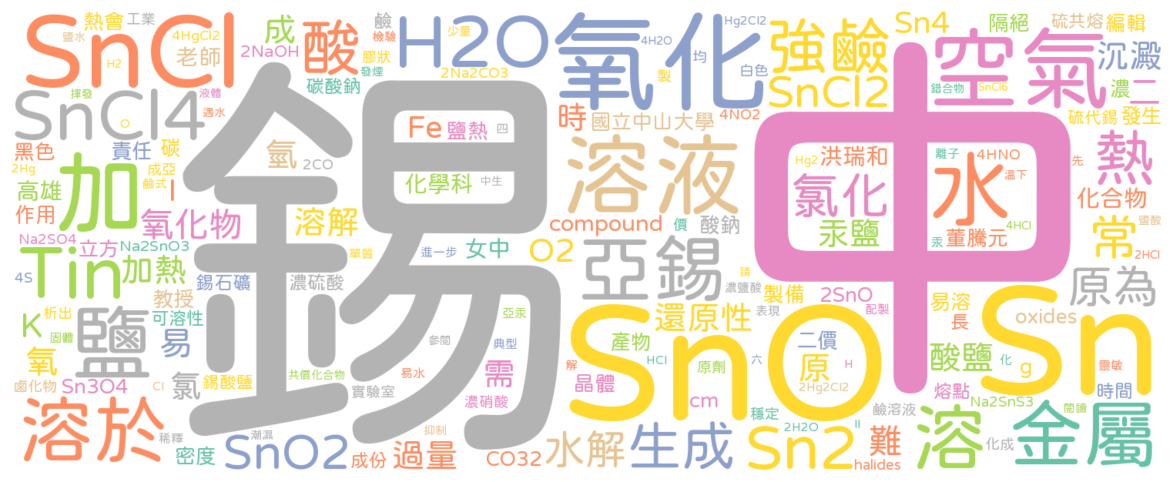 SnCl
鹽水
4HgCl2
H2
熱會
工業
老師
成
鹼
檢驗
2NaOH
酸
膠狀
發煙
碳酸鈉
少量
H2O
2Na2CO3
氧化
4H2O
製
均
Hg2Cl2
白色
強鹼
SnCl2
Sn4
空氣
隔絕
硫共熔
編輯
沉澱
濃
二
SnCl4
揮發
液體
O
遇水
錫
氫
2CO
Fe
鹽熱
四
時
國立中山大學
4NO2
中
錯合物
SnCl6
硫代錫
發生
黑色
2Hg
責任
碳
成亞
鹼式
高雄
作用
加
I
氧化物
溶解
化學科
中生
溶液
Hg2
洪瑞和
氯化
汞鹽
離子
4HNO
水
溫下
董騰元
汞
4HCl
先
熱
化合物
鹽酸
2HCl
Na2SO4
立方
Na2SnO3
4S
Tin
加熱
單質
進一步
女中
O2
compound
價
酸鈉
亞錫
常
錫石礦
濃硫酸
教授
可溶性
濃鹽酸
製備
請
表現
2SnO
配製
易溶
長
原為
oxides
K
析出
固體
鹽
易
亞汞
典型
參閱
Sn
還原性
二價
SnO
Sn
氧
鹵化物
Sn3O4
錫酸鹽
氯
Cl
共價化合物
易水
實驗室
需
產物
HCl
晶體
解
原劑
六
原
2Hg2Cl2
H
酸鹽
化
g
熔點
Na2SnS3
靈敏
時間
溶於
稀釋
密度
潮濕
SnO2
成份
濃硝酸
抑制
過量
CO32
cm
水解
生成
穩定
2H2O
II
Sn2
難
halides
鹼溶液
溶
化成
閱讀
金屬